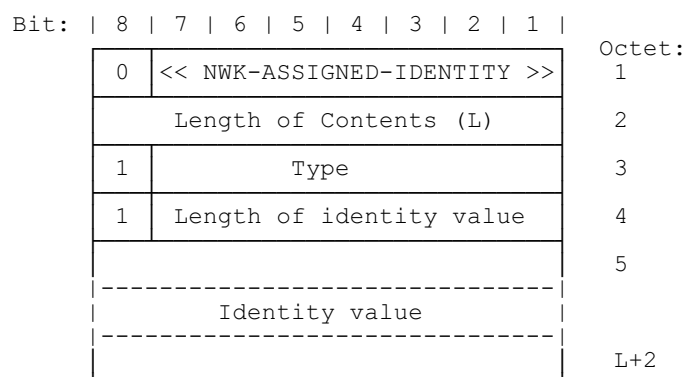 Bit: | 8 | 7 | 6 | 5 | 4 | 3 | 2 | 1 |
Octet:
0 << NWK-ASSIGNED-IDENTITY >> 1
Length of Contents (L) 2
1 Type 3
1 Length of identity value 4
5
Identity value
L+2